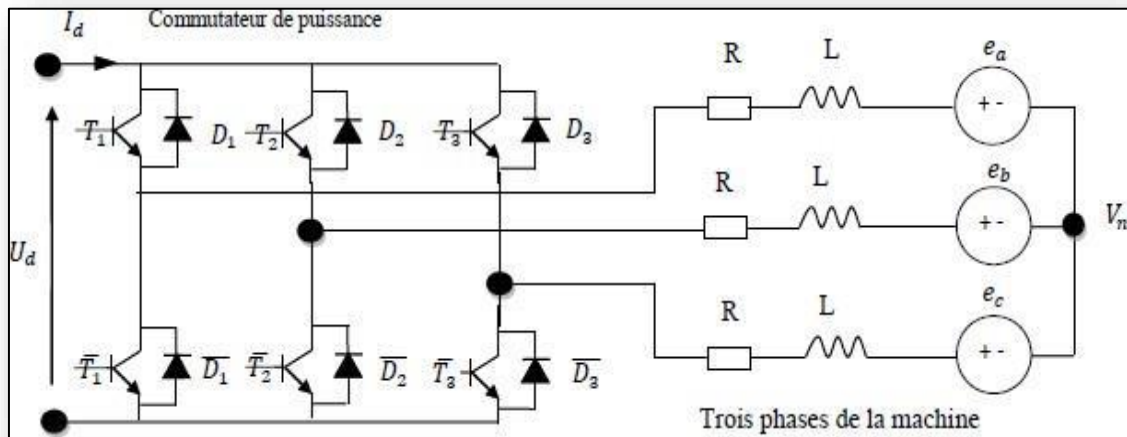 Commutateur de puissance
I_d
R L e_a
T_1 D_1 T_2 D_2 T_3 D_3
+ -
R L e_b
+ -
V_n
U_d
R L e_c
T̅_1 D̅_1 T̅_2 D̅_2 T̅_3 D̅_3
+ -
Trois phases de la machine